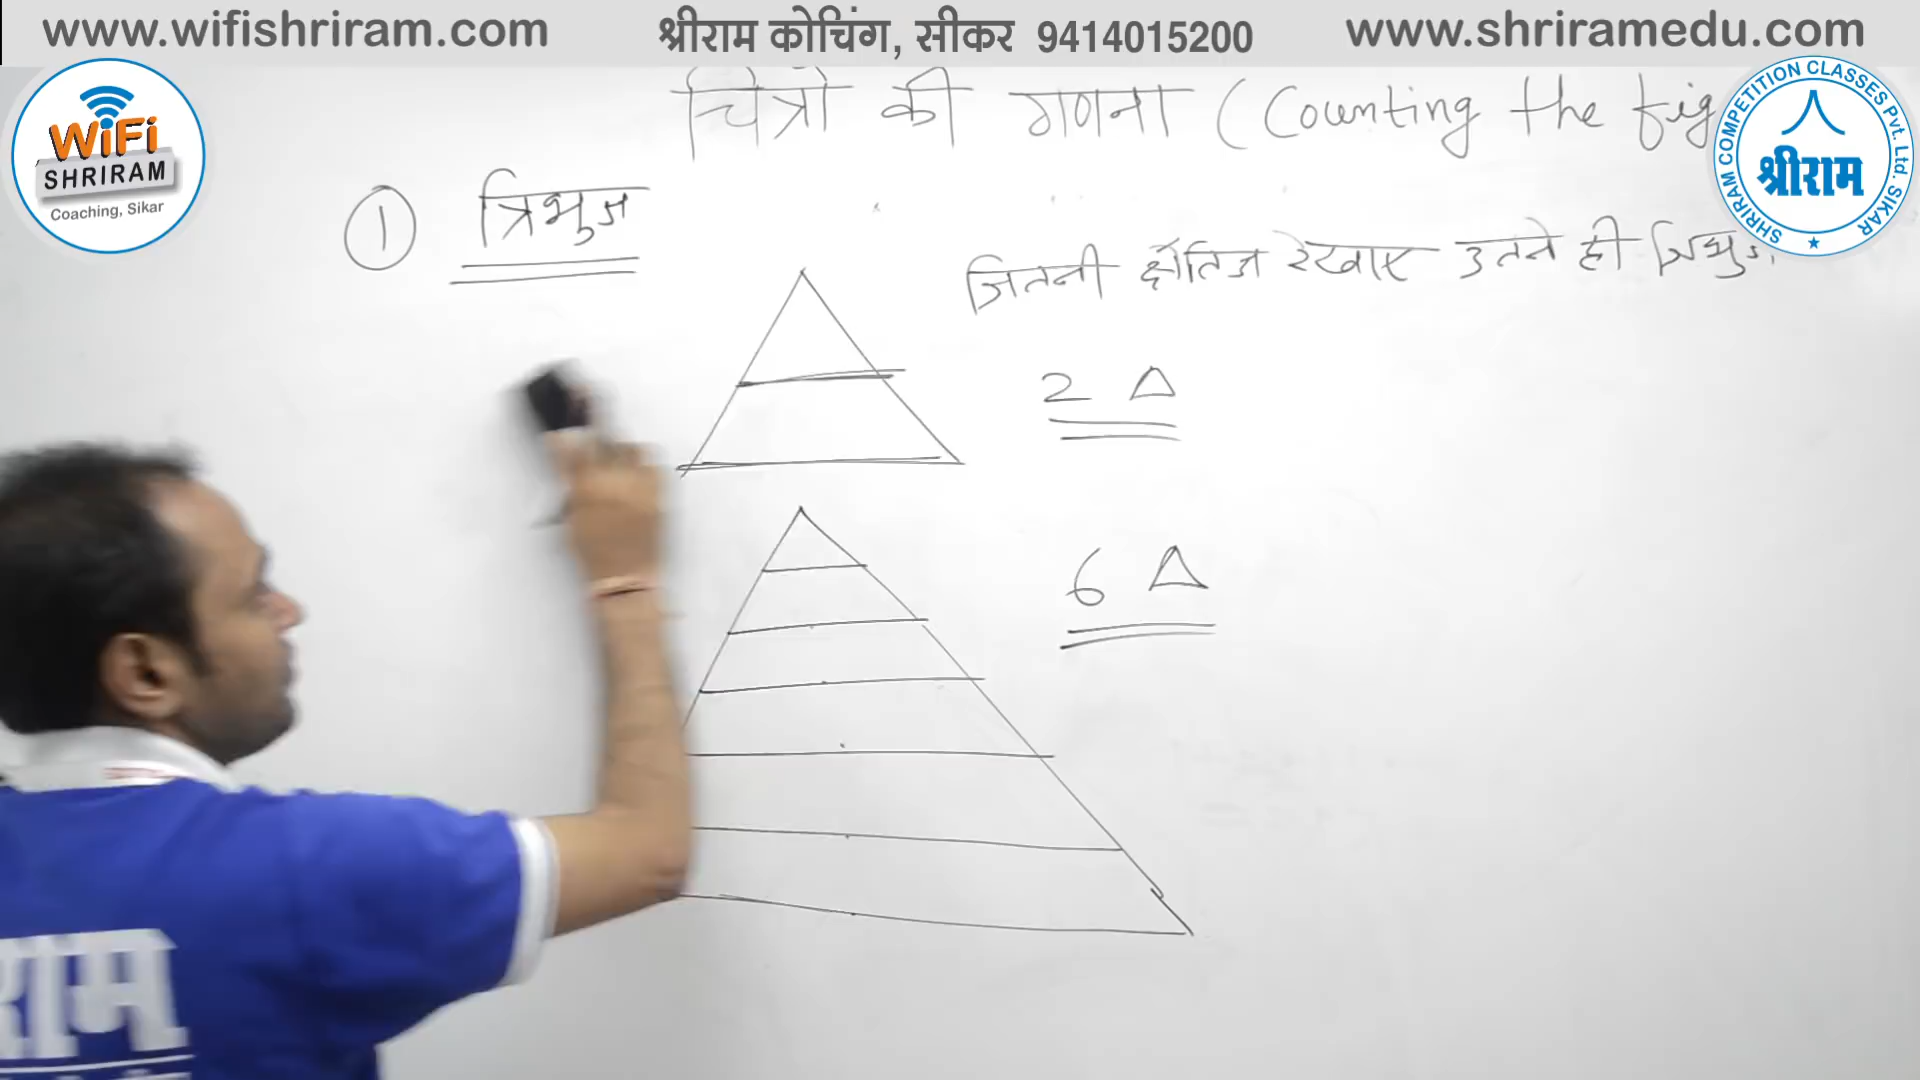 www.wifishriram.com श्रीराम कोचिंग, सीकर 9414015200 www.shriramedu.com
WiFi
SHRIRAM
Coaching, Sikar
SHRIRAM COMPETITION CLASSES Pvt. Ltd. SIKAR
श्रीराम
चित्रो की गणना (Counting the fig
① त्रिभुज
जितनी क्षैतिज रेखाए उतने ही त्रिभुज
2 Δ
6 Δ
राम